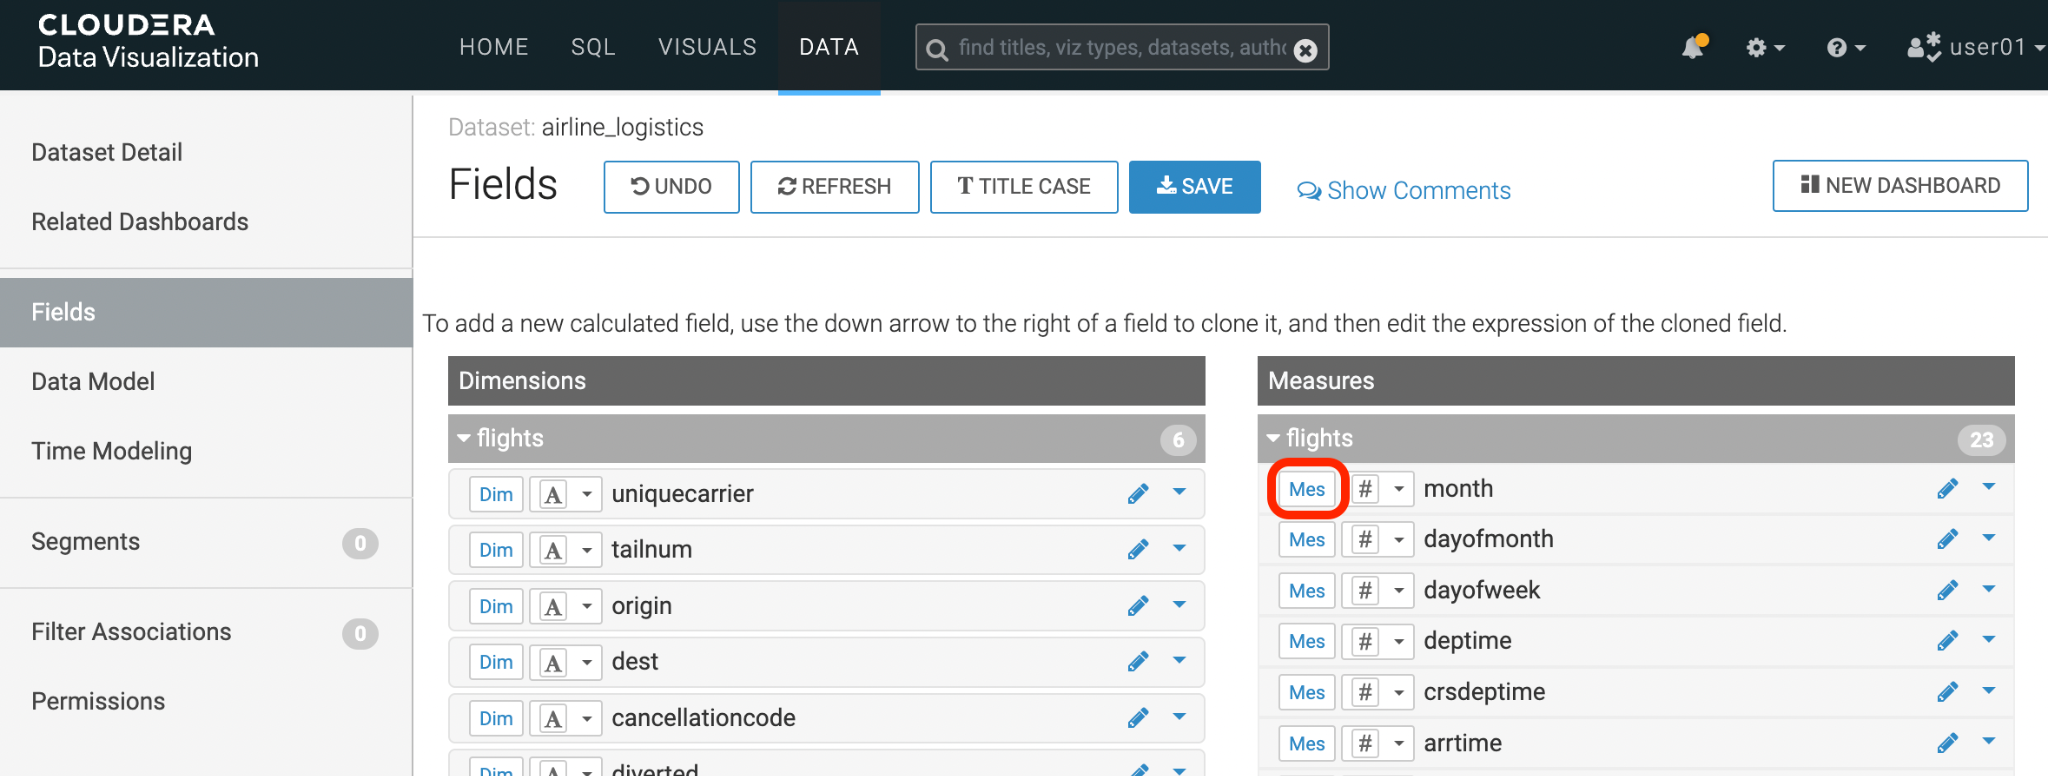 CLOUDERA
Data Visualization
HOME SQL VISUALS DATA
find titles, viz types, datasets, autho
user01
Dataset Detail
Related Dashboards
Fields
Data Model
Time Modeling
Segments 0
Filter Associations 0
Permissions
Dataset: airline_logistics
Fields
UNDO
REFRESH
T TITLE CASE
SAVE
Show Comments
NEW DASHBOARD
To add a new calculated field, use the down arrow to the right of a field to clone it, and then edit the expression of the cloned field.
Dimensions
flights 6
Dim A uniquecarrier
Dim A tailnum
Dim A origin
Dim A dest
Dim A cancellationcode
Dim A diverted
Measures
flights 23
Mes # month
Mes # dayofmonth
Mes # dayofweek
Mes # deptime
Mes # crsdeptime
Mes # arrtime